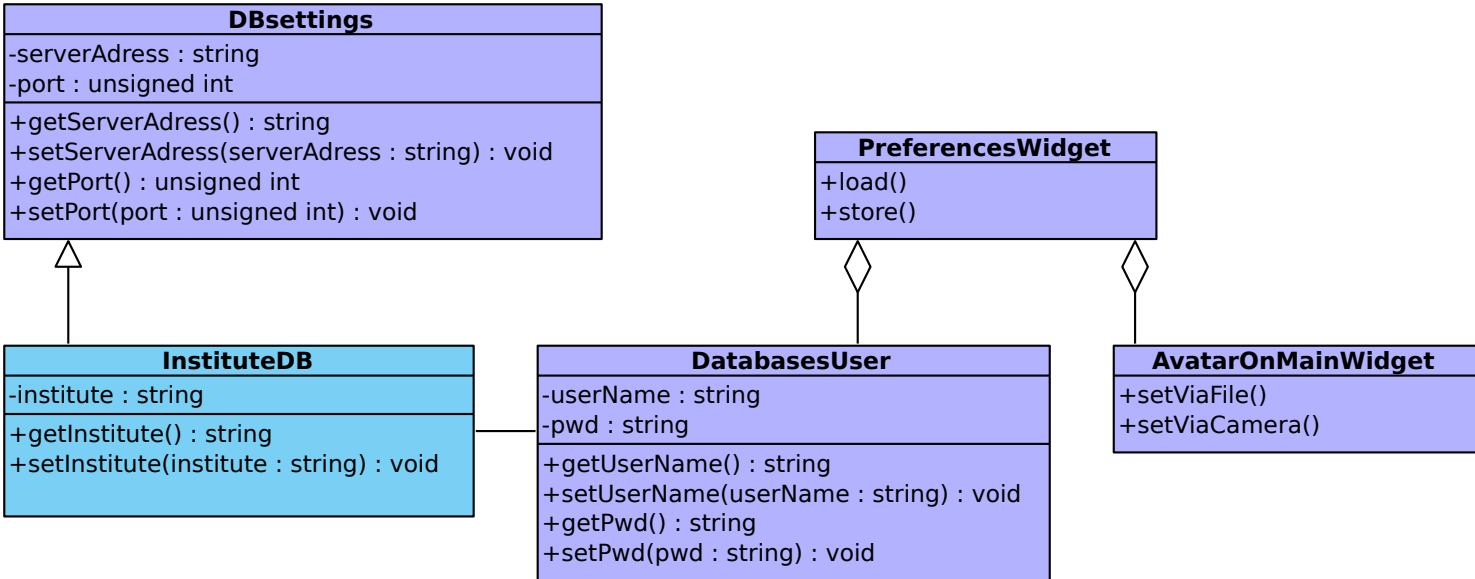 DBsettings
-serverAdress : string
-port : unsigned int
+getServerAdress() : string
+setServerAdress(serverAdress : string) : void
+getPort() : unsigned int
+setPort(port : unsigned int) : void
PreferencesWidget
+load()
+store()
InstituteDB
-institute : string
+getInstitute() : string
+setInstitute(institute : string) : void
DatabasesUser
-userName : string
-pwd : string
+getUserName() : string
+setUserName(userName : string) : void
+getPwd() : string
+setPwd(pwd : string) : void
AvatarOnMainWidget
+setViaFile()
+setViaCamera()